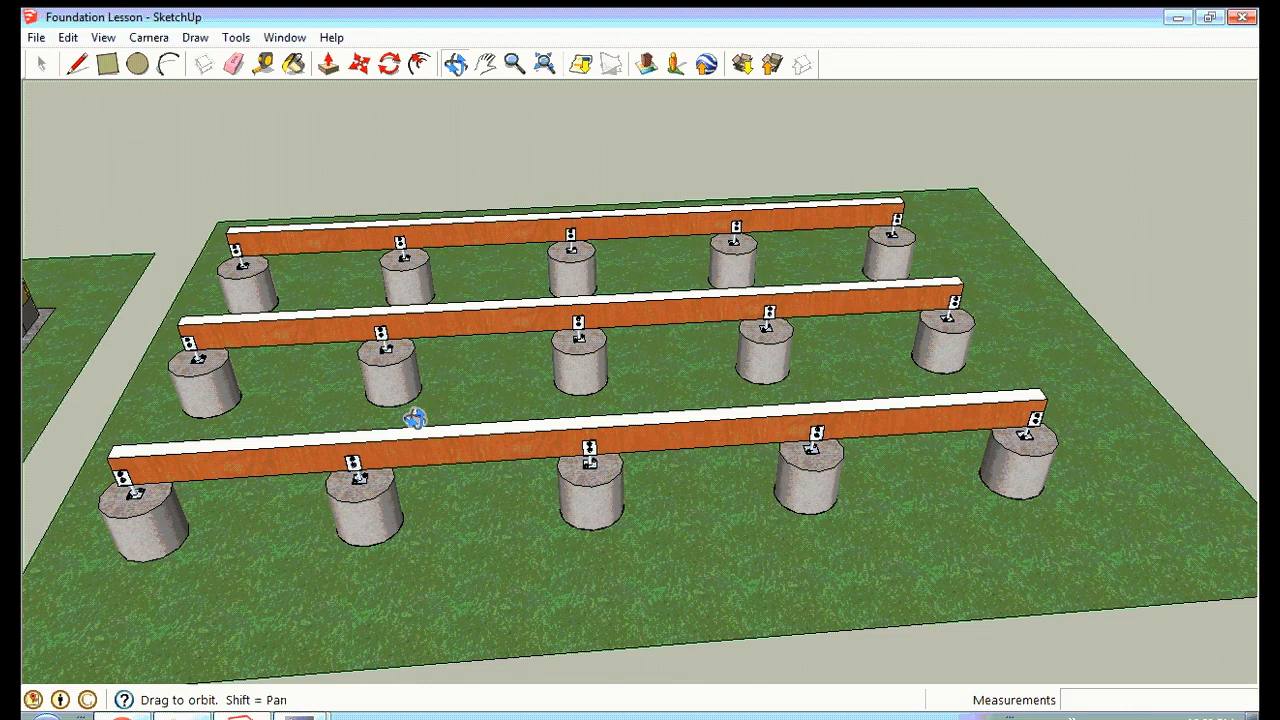 Foundation Lesson - SketchUp
File Edit View Camera Draw Tools Window Help
Drag to orbit. Shift = Pan
Measurements